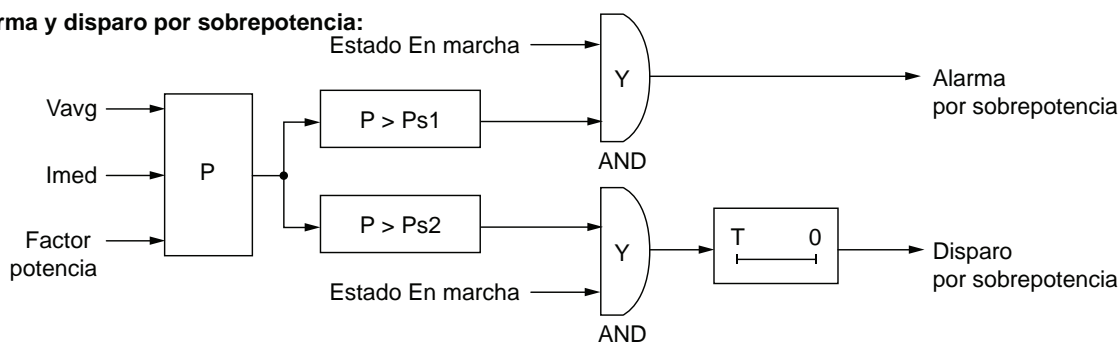 y disparo por sobrepotencia:
Estado En marcha
Vavg
Imed
Factor
potencia
P
P > Ps1
P > Ps2
Y
AND
Alarma
por sobrepotencia
Y
AND
Estado En marcha
T 0
Disparo
por sobrepotencia